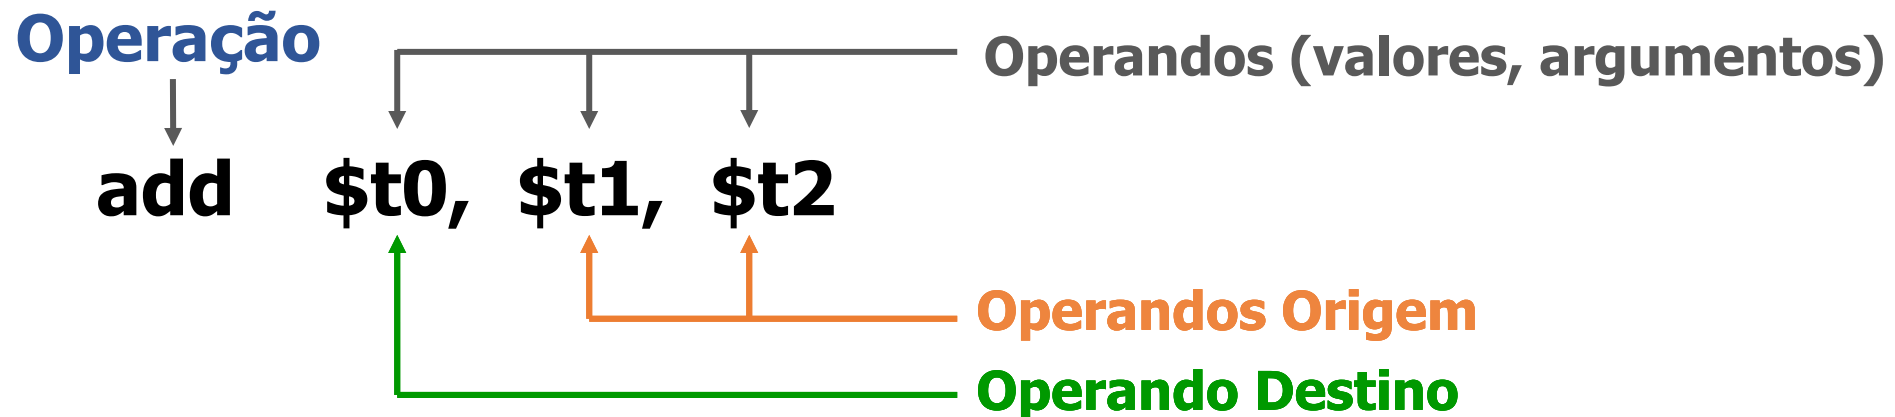 Operação
Operandos (valores, argumentos)
add $t0, $t1, $t2
Operandos Origem
Operando Destino